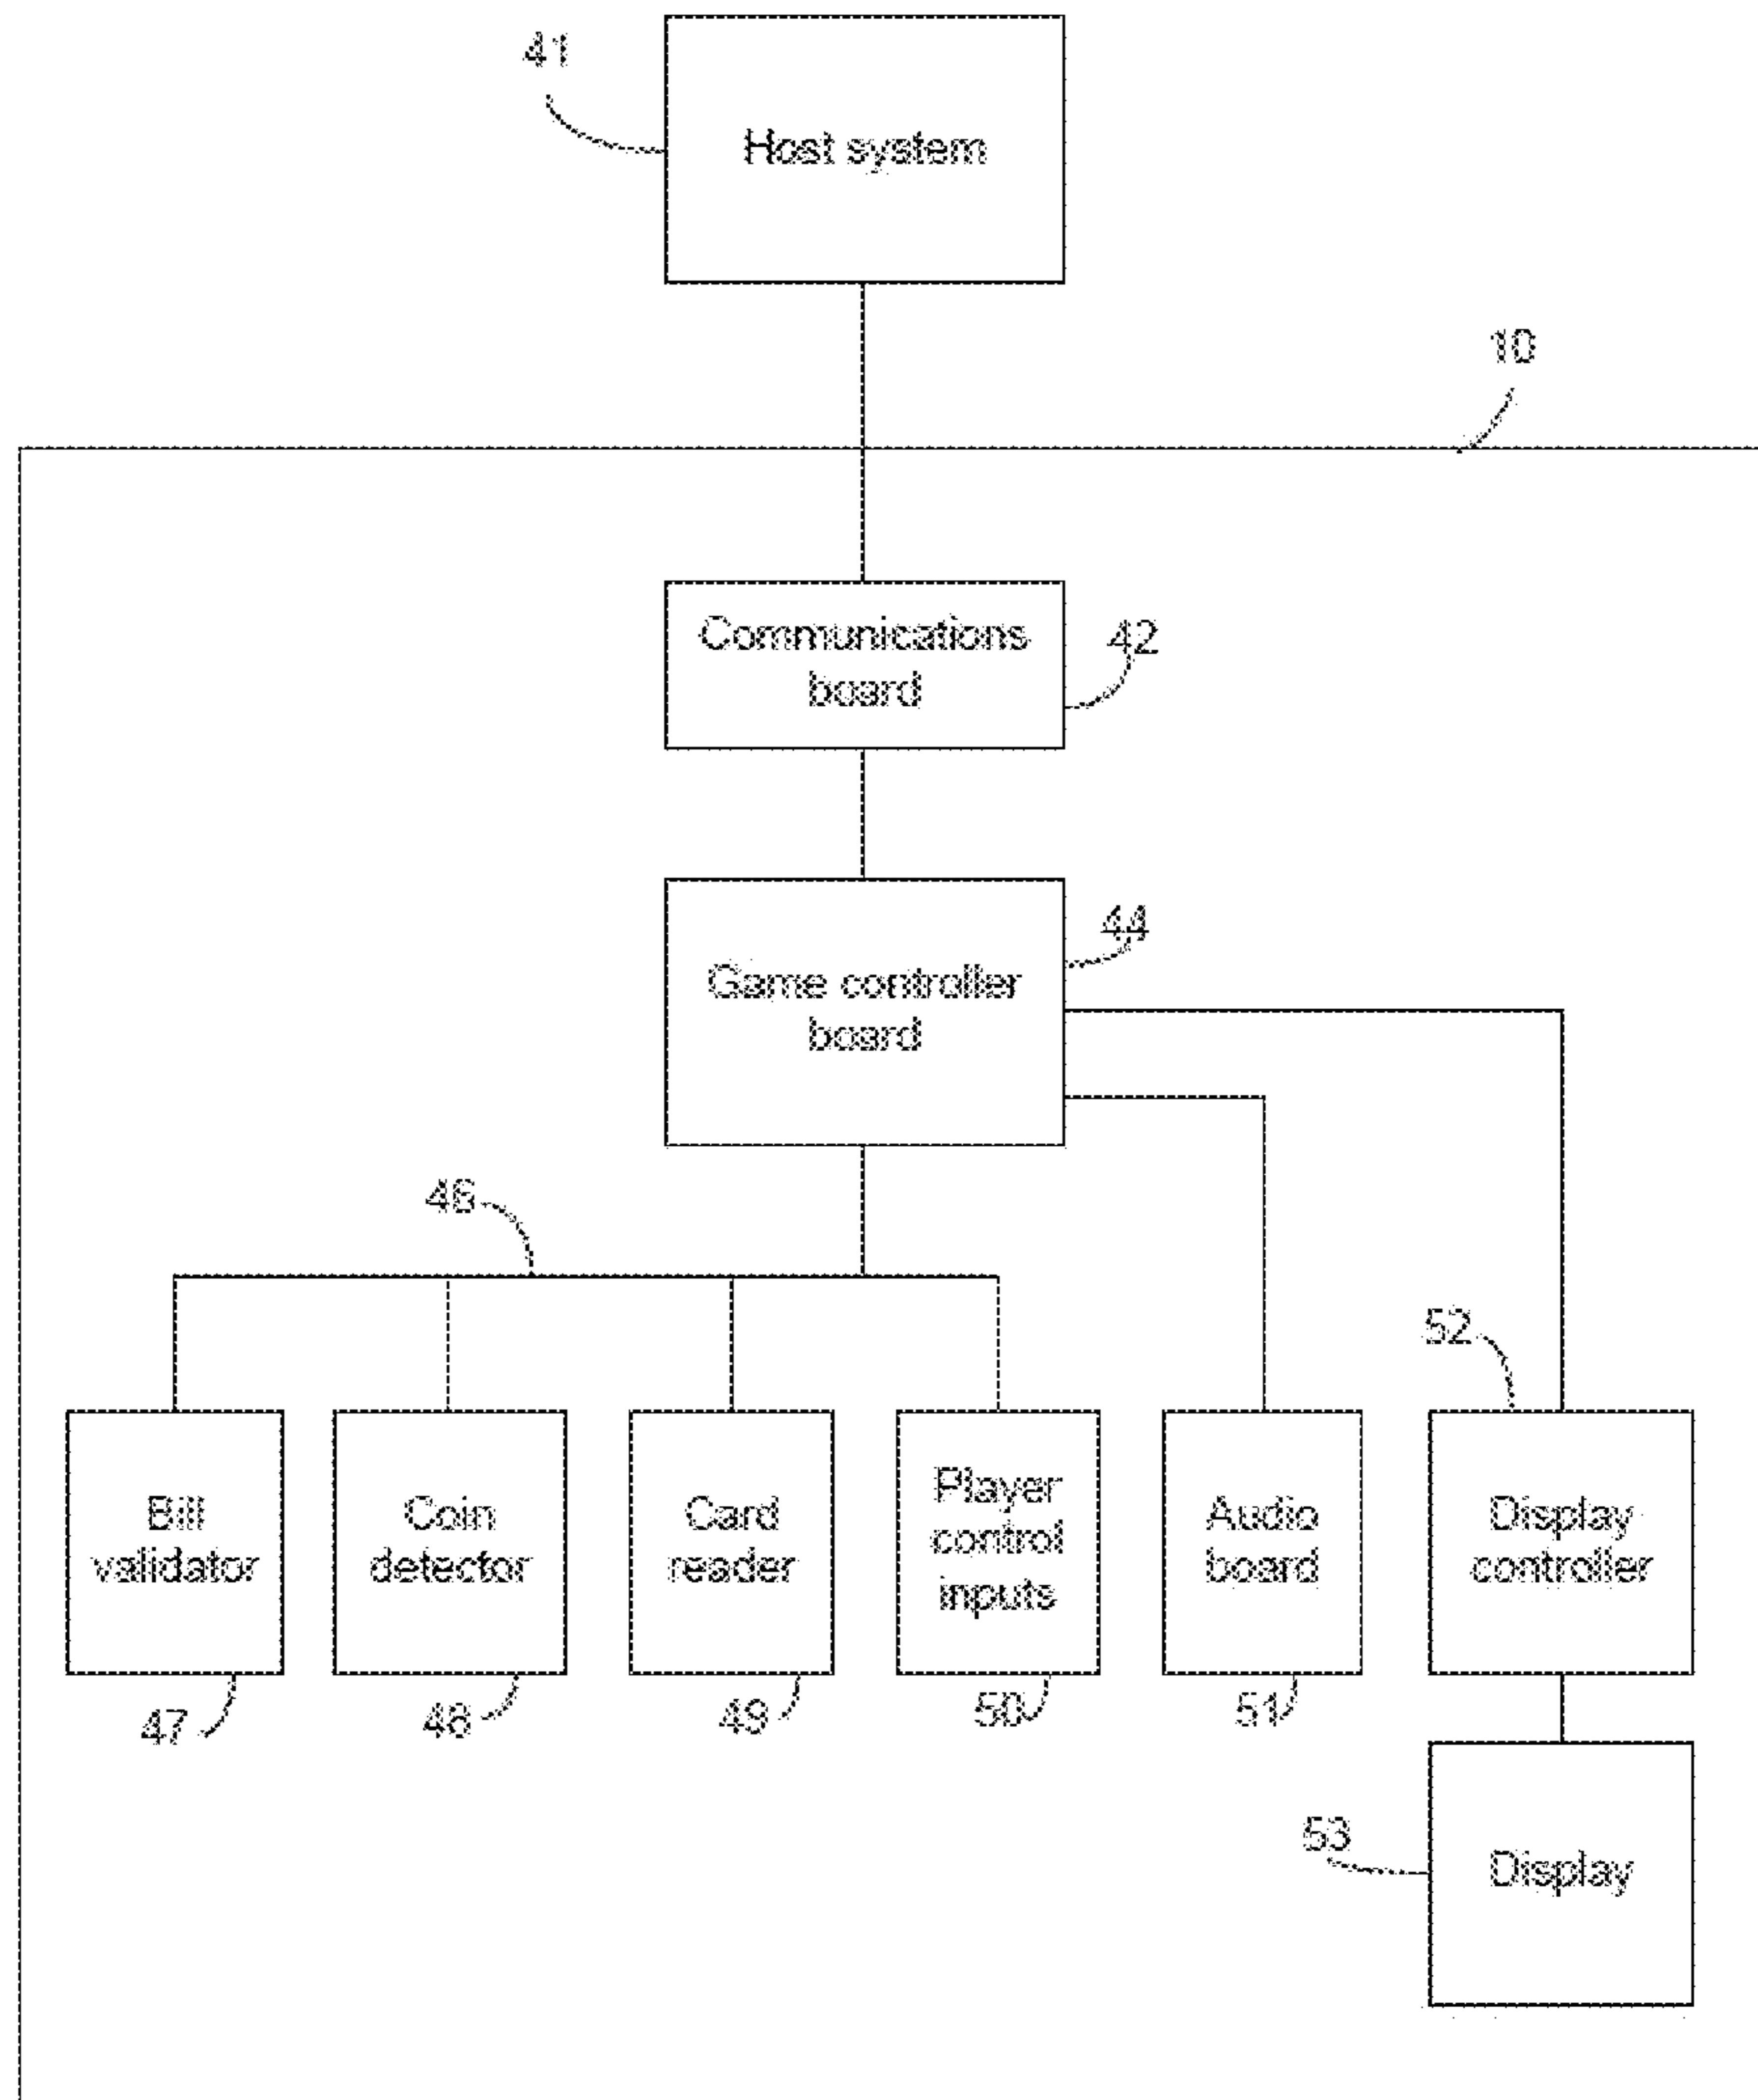 41
Host system
10
Communications
board
42
44
Game controller
board
46
52
Bill
validator
Coin
detector
Card
reader
Player
control
inputs
Audio
board
Display
controller
47
48
49
50
51
53
Display